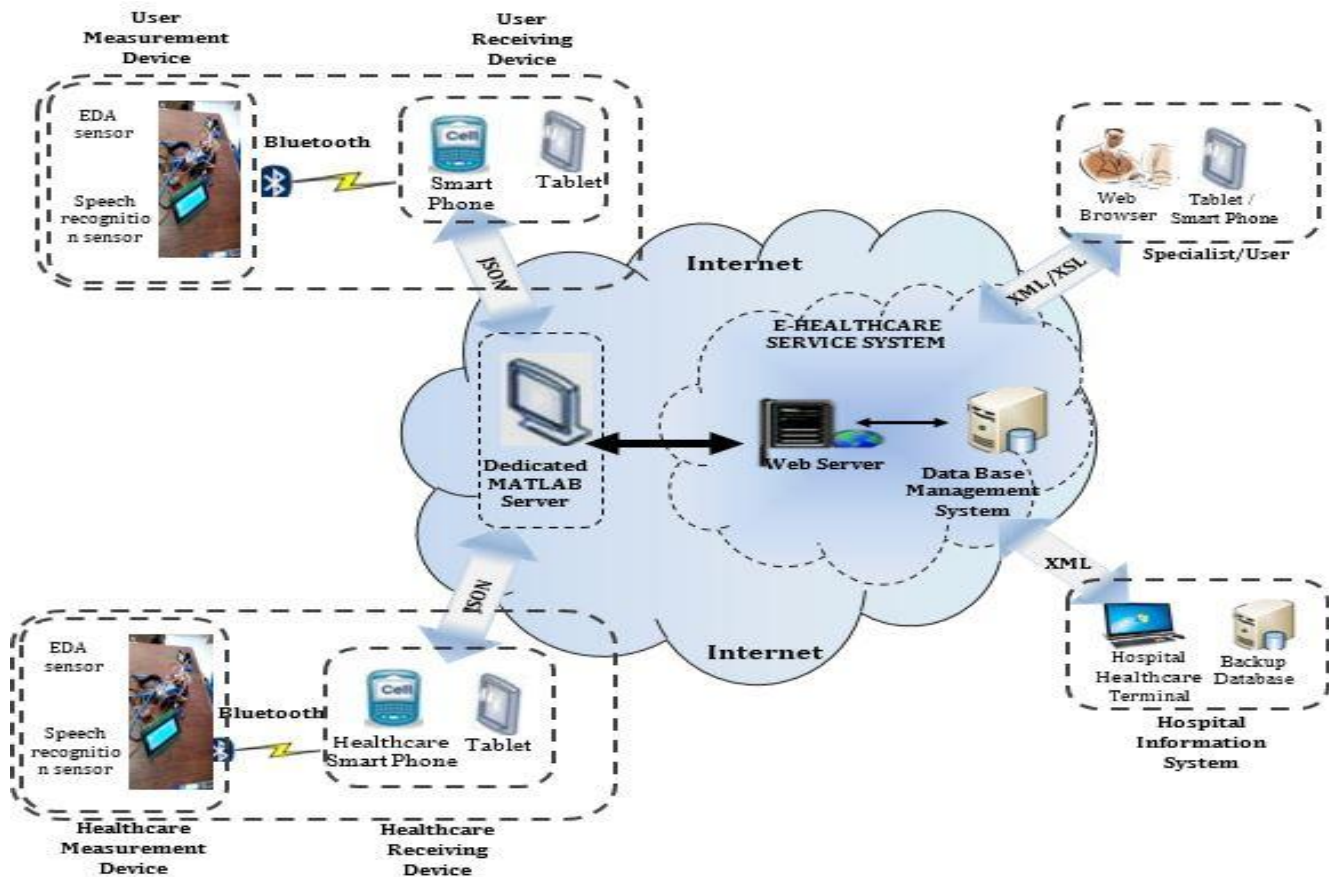 User
Measurement
Device
User
Receiving
Device
EDA
sensor
Speech
recognitio
n sensor
Bluetooth
Cell
Smart
Phone
Tablet
JSON
Internet
Web
Browser
Tablet /
Smart Phone
Specialist/User
XML/XSL
E-HEALTHCARE
SERVICE SYSTEM
Dedicated
MATLAB
Server
Web Server
Data Base
Management
System
JSON
Internet
XML
Hospital
Healthcare
Terminal
Backup
Database
Hospital
Information
System
EDA
sensor
Speech
recognitio
n sensor
Bluetooth
Cell
Healthcare
Smart Phone
Tablet
Healthcare
Measurement
Device
Healthcare
Receiving
Device